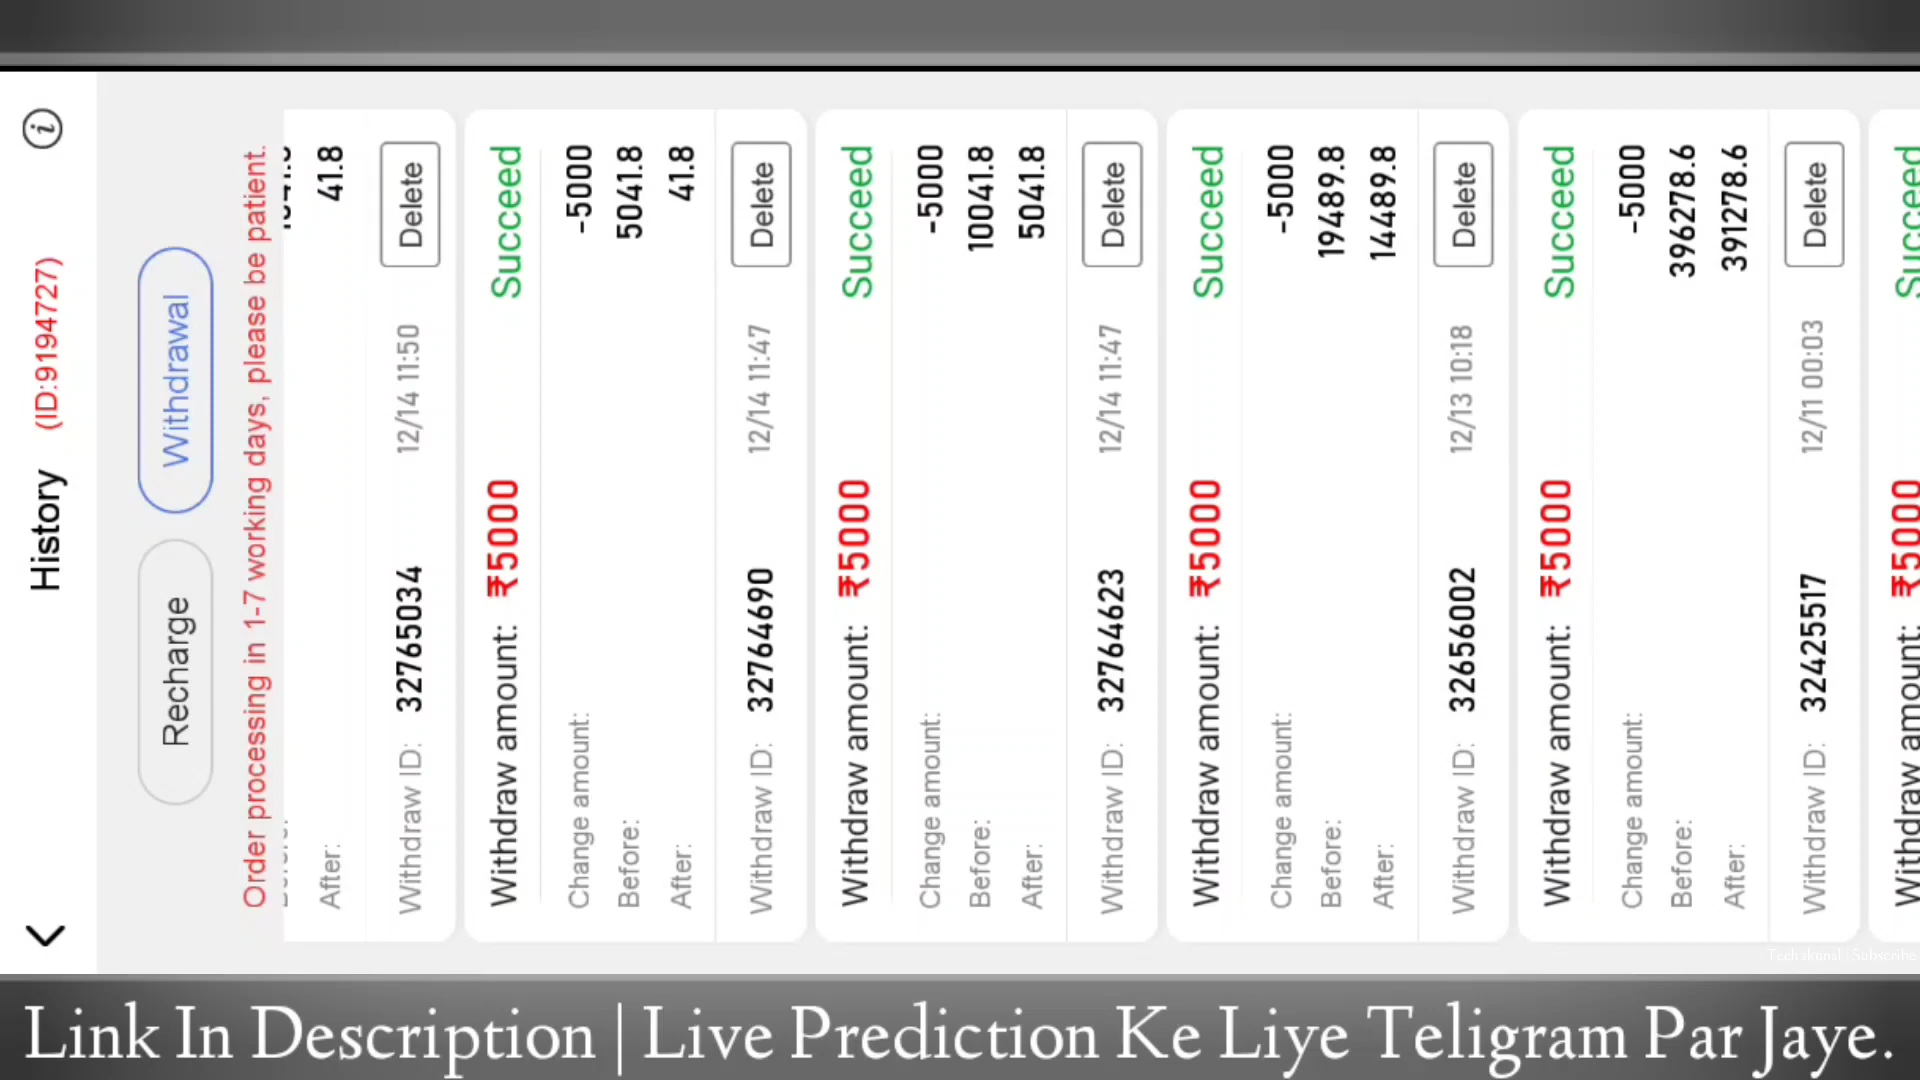 History (ID:9194727)
Recharge Withdrawal
Order processing in 1-7 working days, please be patient.
After: 41.8
Withdraw ID: 32765034 12/14 11:50 Delete
Withdraw amount: ₹5000 Succeed
Change amount: -5000
Before: 5041.8
After: 41.8
Withdraw ID: 32764690 12/14 11:47 Delete
Withdraw amount: ₹5000 Succeed
Change amount: -5000
Before: 10041.8
After: 5041.8
Withdraw ID: 32764623 12/14 11:47 Delete
Withdraw amount: ₹5000 Succeed
Change amount: -5000
Before: 19489.8
After: 14489.8
Withdraw ID: 32656002 12/13 10:18 Delete
Withdraw amount: ₹5000 Succeed
Change amount: -5000
Before: 396278.6
After: 391278.6
Withdraw ID: 32425517 12/11 00:03 Delete
Withdraw amount: ₹5000 Succeed
Link In Description | Live Prediction Ke Liye Teligram Par Jaye.